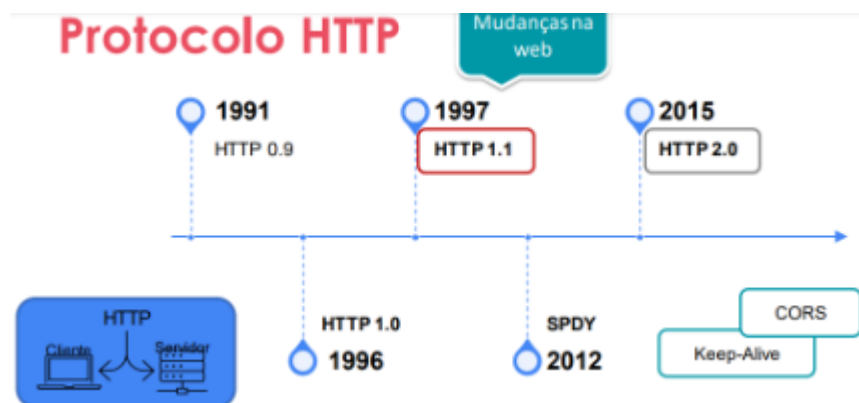 Protocolo HTTP
Mudanças na
web
1991
HTTP 0.9
1997
HTTP 1.1
2015
HTTP 2.0
HTTP
Cliente
Servidor
HTTP 1.0
1996
SPDY
2012
CORS
Keep-Alive